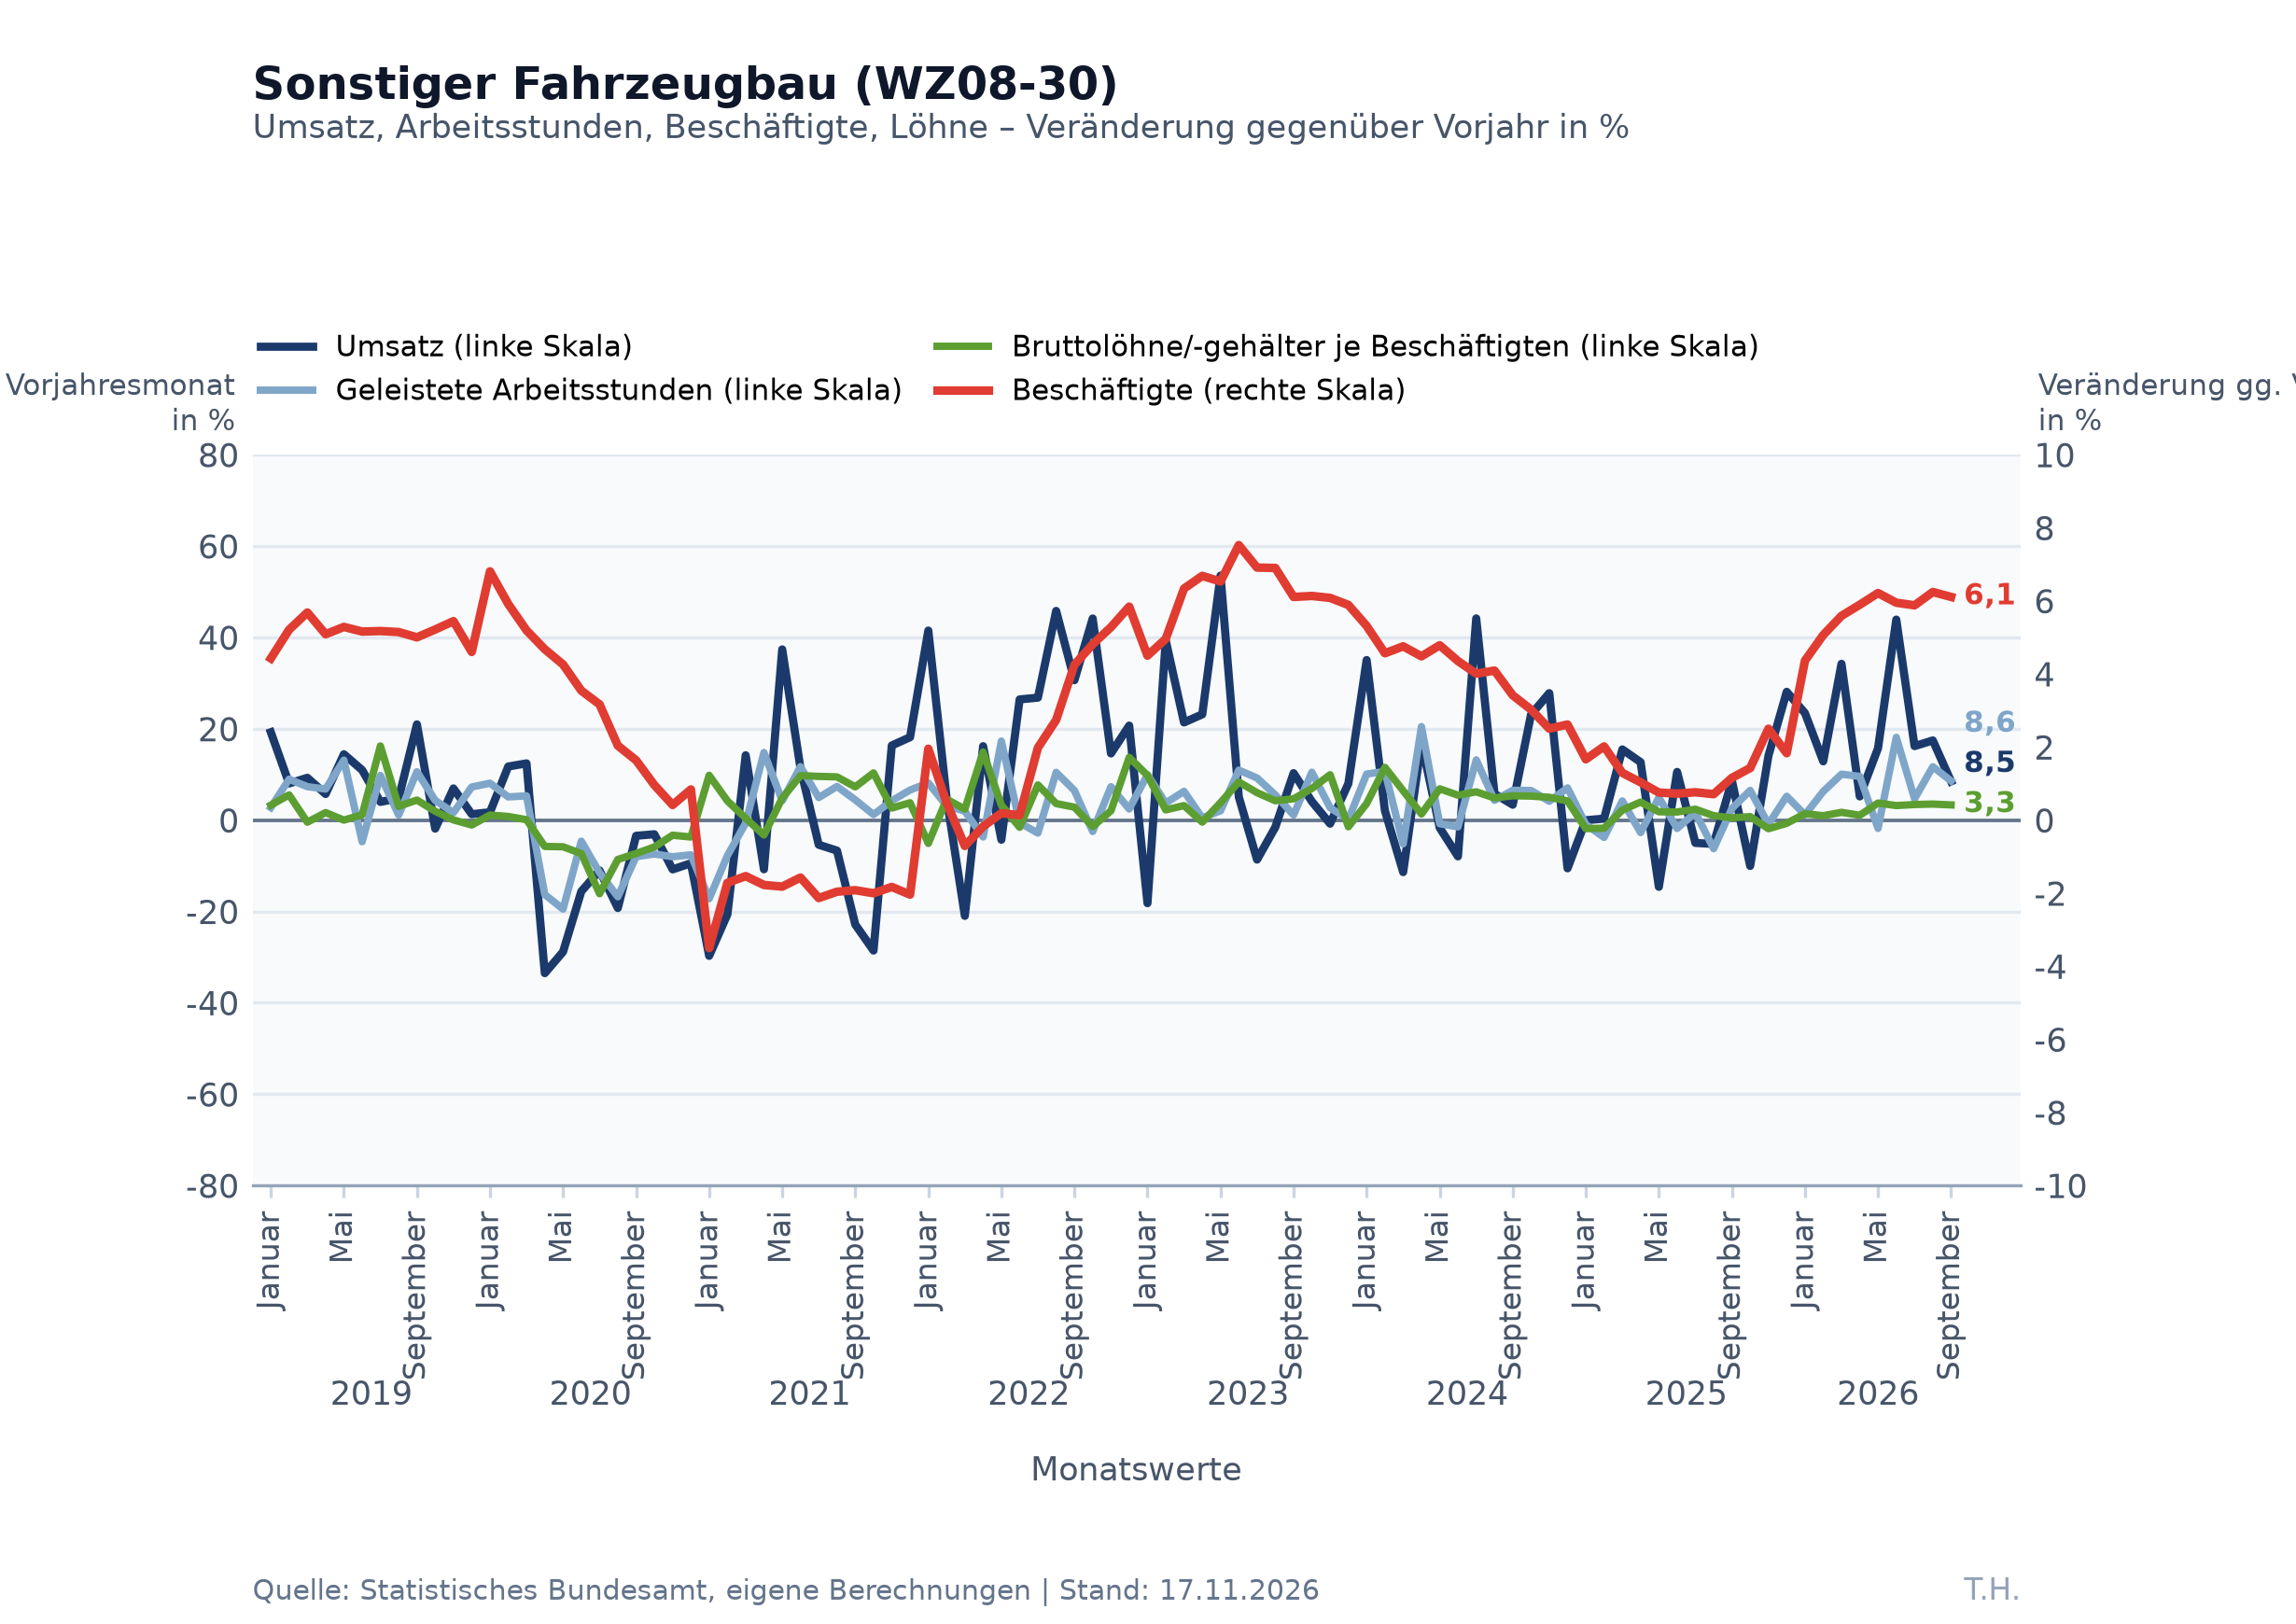 Sonstiger Fahrzeugbau (WZ08-30)
Umsatz, Arbeitsstunden, Beschäftigte, Löhne – Veränderung gegenüber Vorjahr in %
Umsatz (linke Skala)
Bruttolöhne/-gehälter je Beschäftigten (linke Skala)
Geleistete Arbeitsstunden (linke Skala)
Beschäftigte (rechte Skala)
Vorjahresmonat
in %
Veränderung gg.
in %
80
60
40
20
0
-20
-40
-60
-80
10
8
6
4
2
0
-2
-4
-6
-8
-10
6,1
8,6
8,5
3,3
Januar
Mai
September
Januar
Mai
September
Januar
Mai
September
Januar
Mai
September
Januar
Mai
September
Januar
Mai
September
Januar
Mai
September
Januar
Mai
September
2019
2020
2021
2022
2023
2024
2025
2026
Monatswerte
Quelle: Statistisches Bundesamt, eigene Berechnungen | Stand: 17.11.2026
T.H.